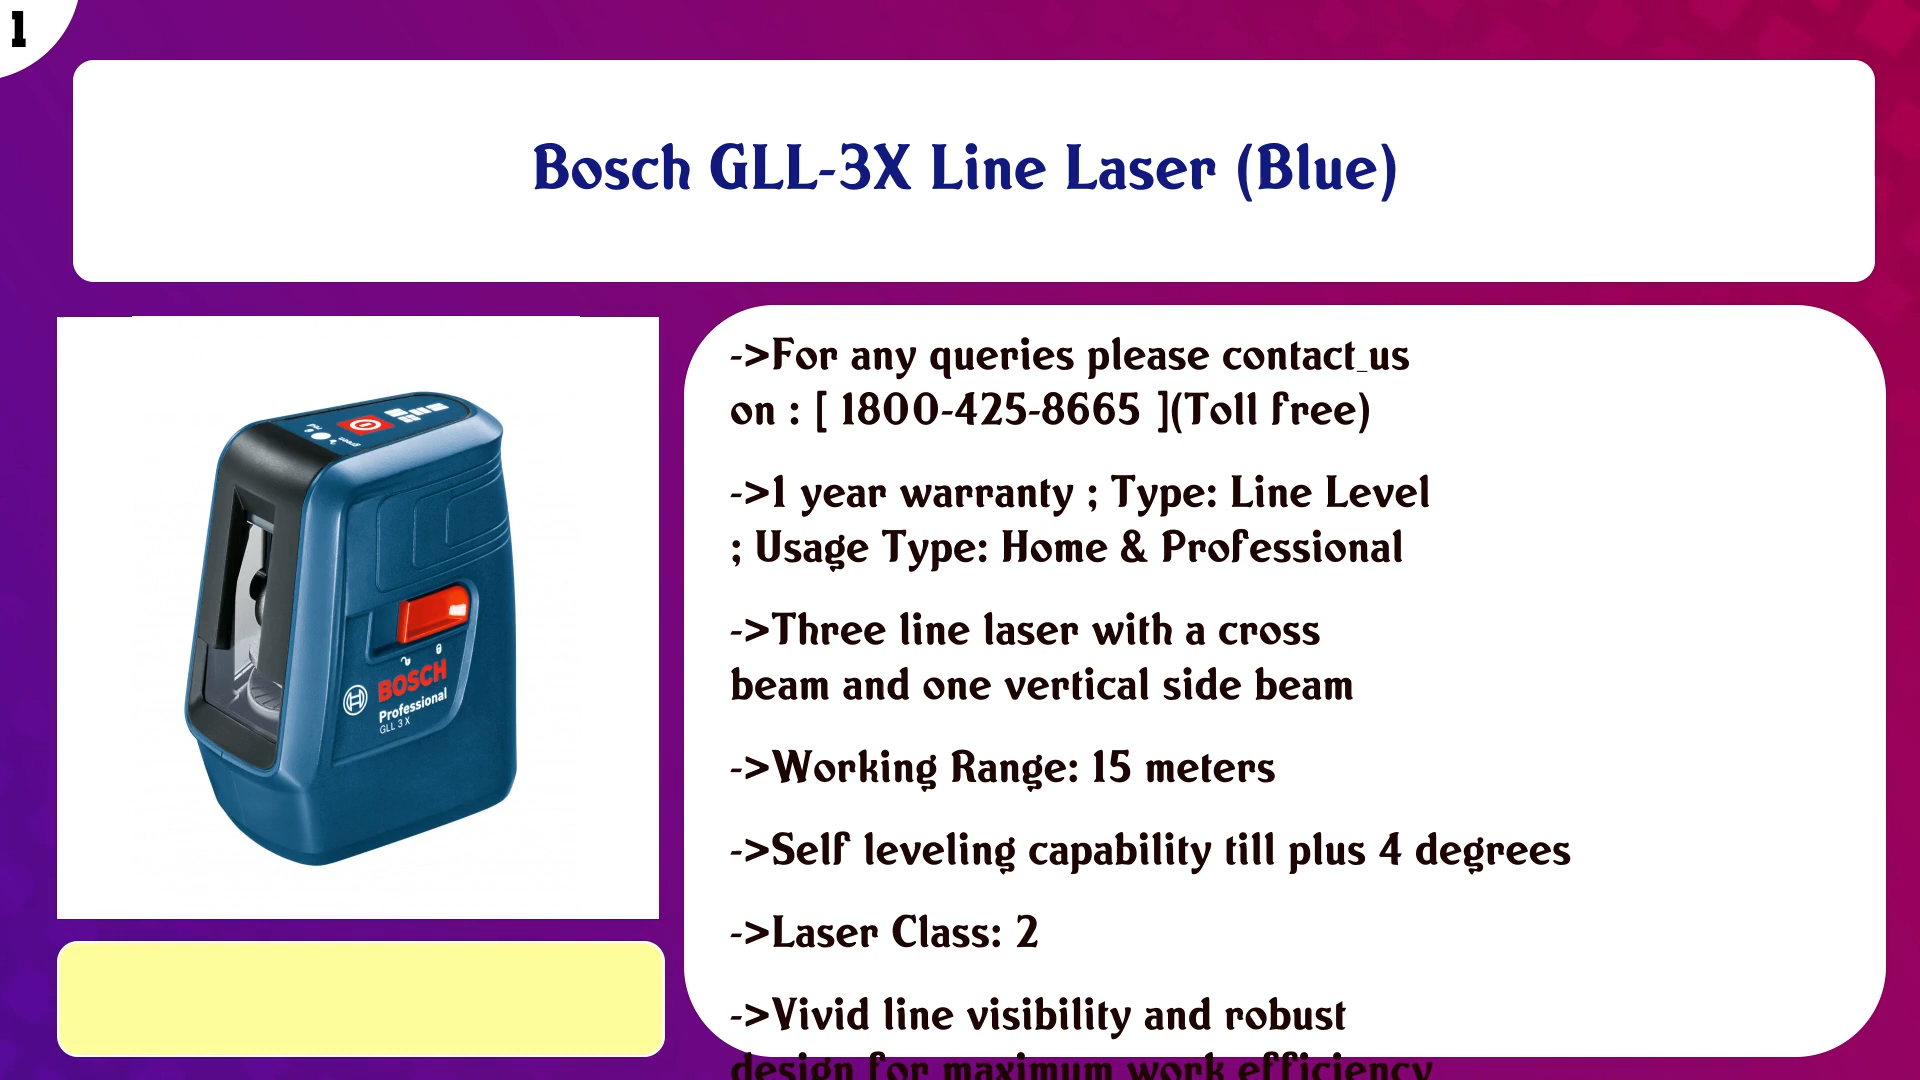 1
Bosch GLL-3X Line Laser (Blue)
BOSCH
Professional
GLL 3 X
->For any queries please contact_us
on : [ 1800-425-8665 ](Toll free)
->1 year warranty ; Type: Line Level
; Usage Type: Home & Professional
->Three line laser with a cross
beam and one vertical side beam
->Working Range: 15 meters
->Self leveling capability till plus 4 degrees
->Laser Class: 2
->Vivid line visibility and robust
design for maximum work efficiency